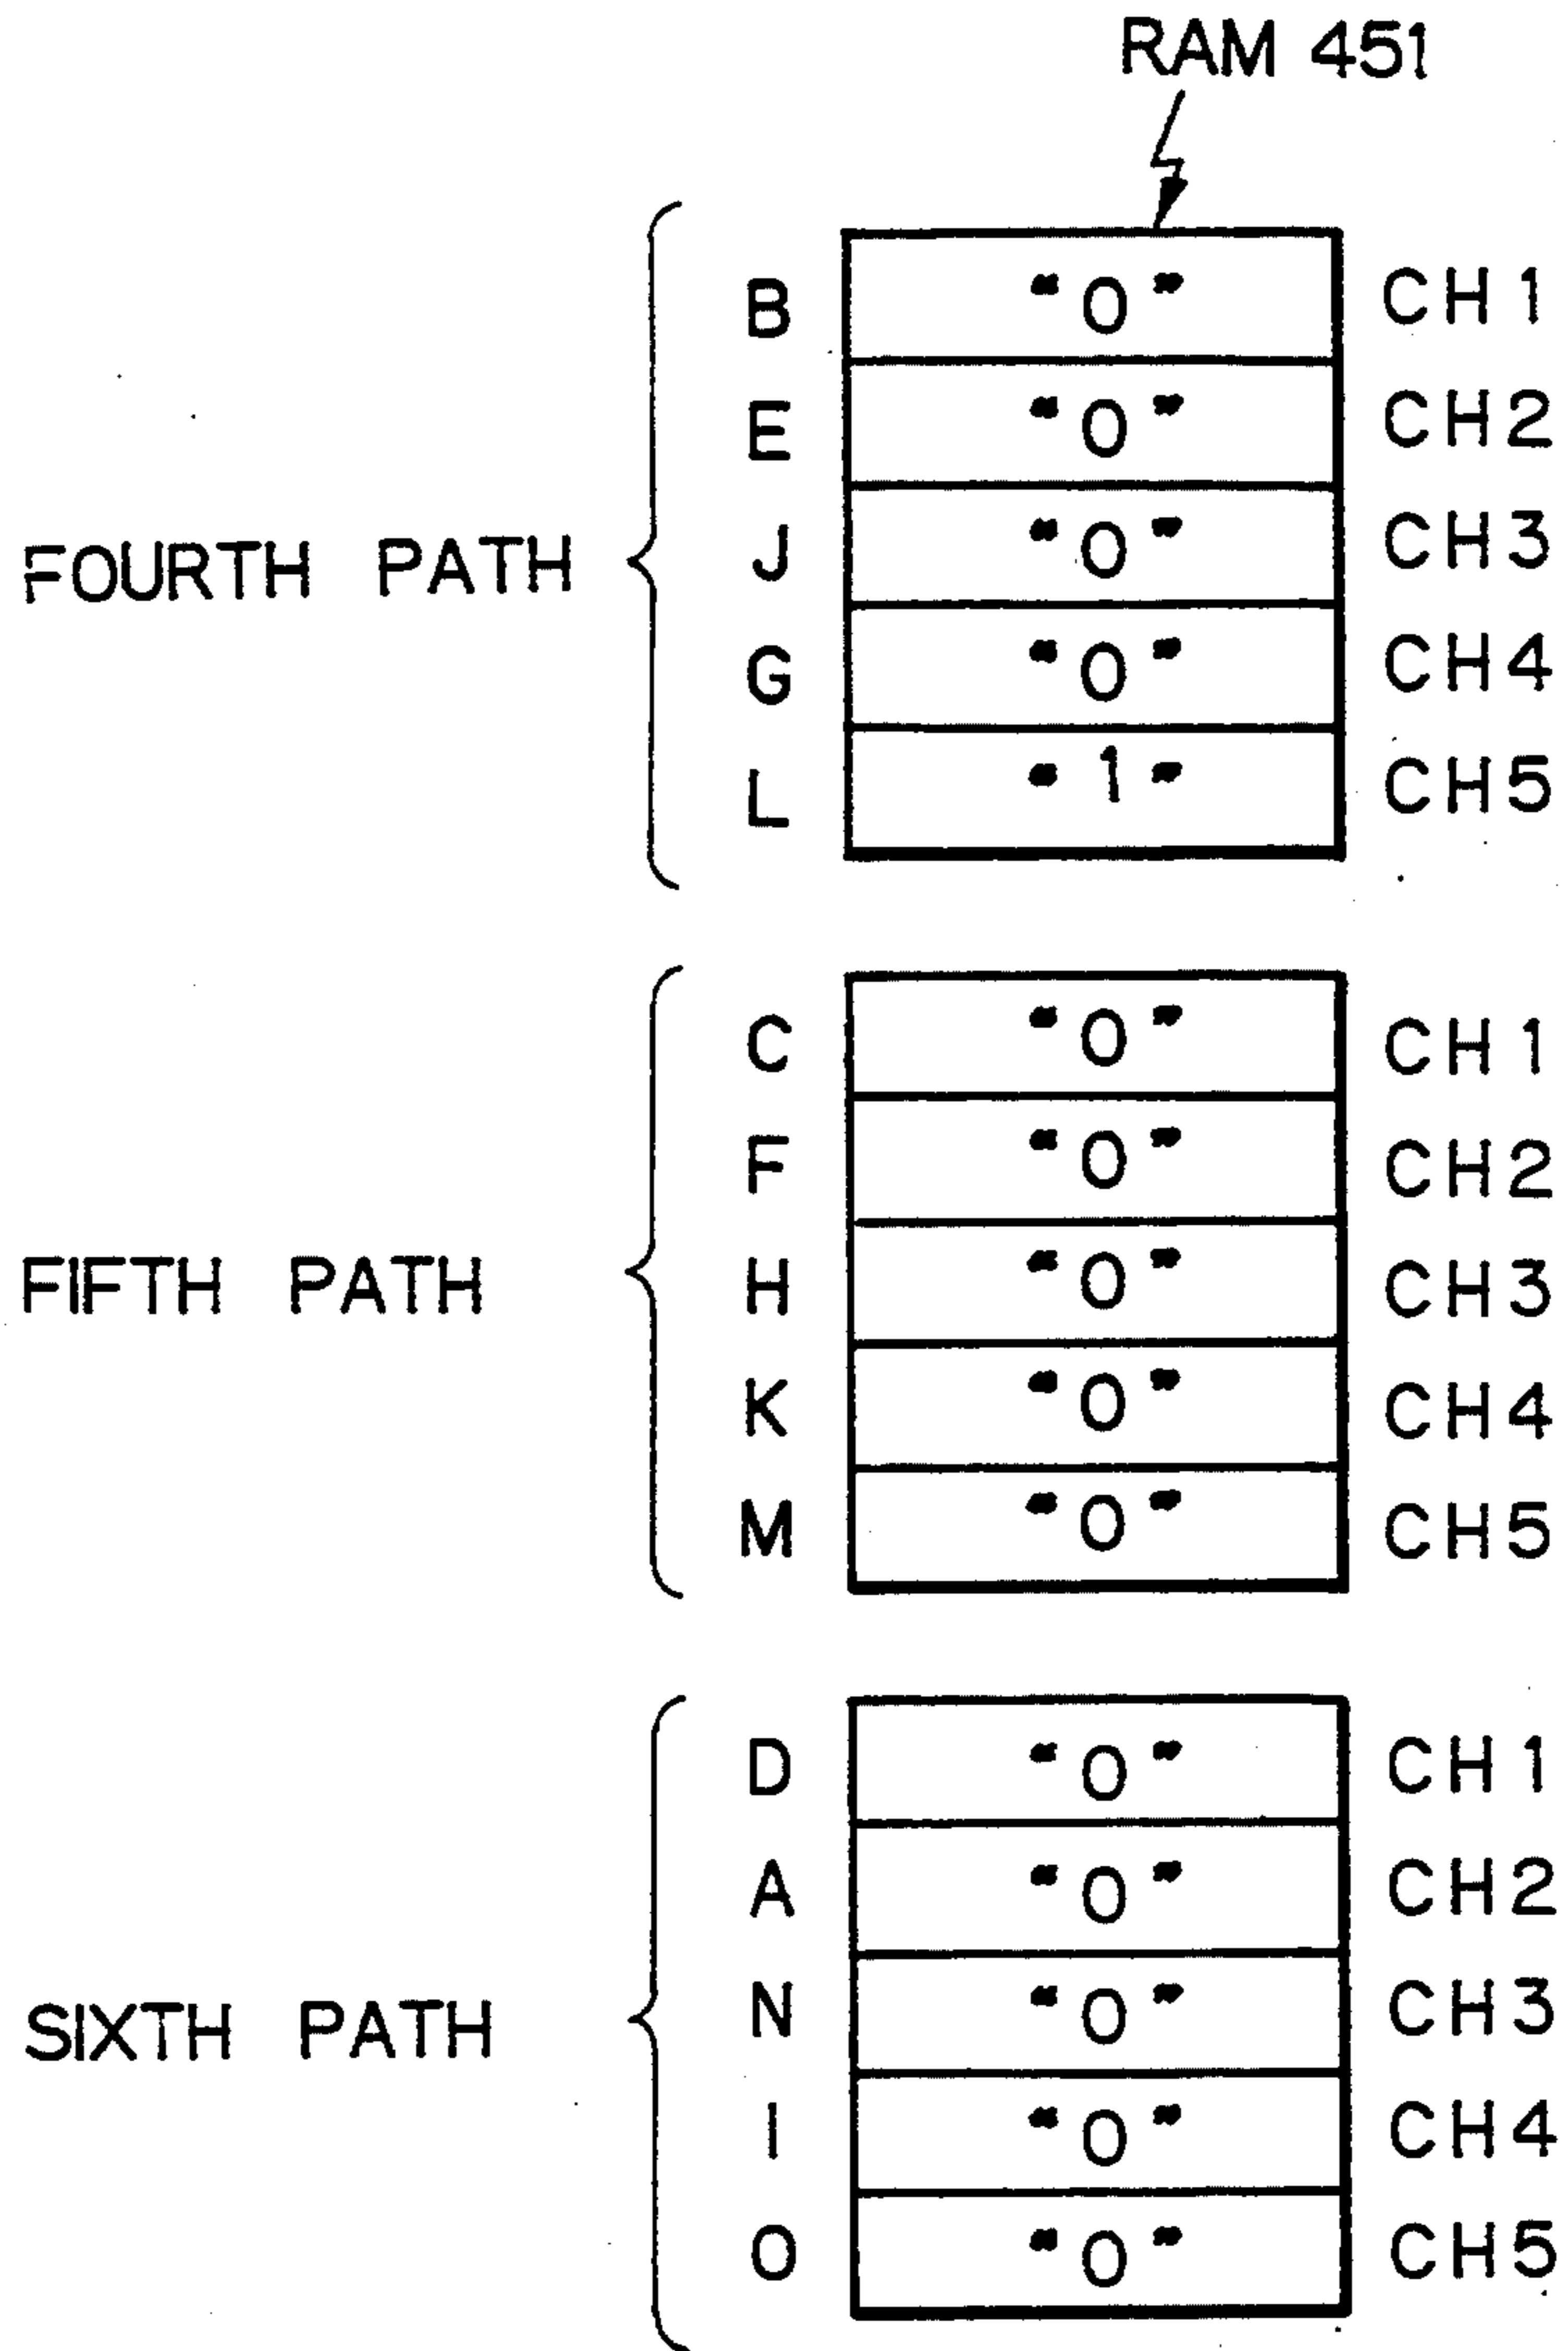 RAM 451
B "0" CH1
E "0" CH2
FOURTH PATH J "0" CH3
G "0" CH4
L "1" CH5
C "0" CH1
F "0" CH2
FIFTH PATH H "0" CH3
K "0" CH4
M "0" CH5
D "0" CH1
A "0" CH2
SIXTH PATH N "0" CH3
I "0" CH4
O "0" CH5